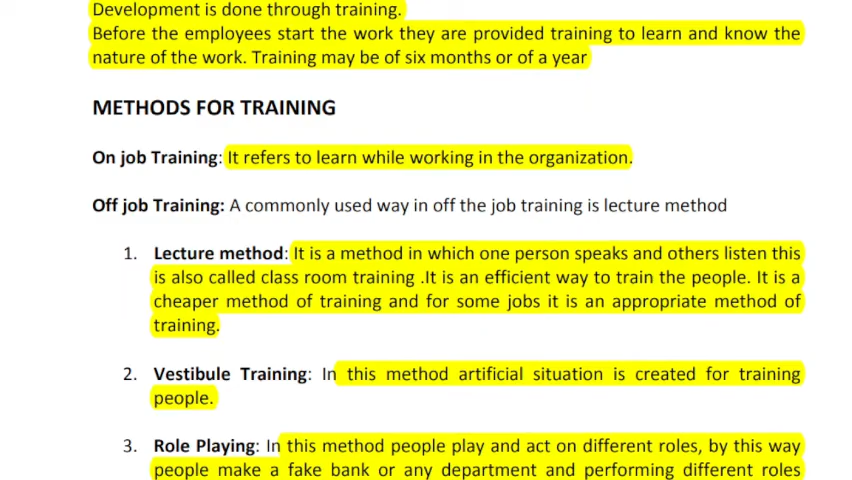 Development is done through training.
Before the employees start the work they are provided training to learn and know the
nature of the work. Training may be of six months or of a year
METHODS FOR TRAINING
On job Training: It refers to learn while working in the organization.
Off job Training: A commonly used way in off the job training is lecture method
1. Lecture method: It is a method in which one person speaks and others listen this
is also called class room training .It is an efficient way to train the people. It is a
cheaper method of training and for some jobs it is an appropriate method of
training.
2. Vestibule Training: In this method artificial situation is created for training
people.
3. Role Playing: In this method people play and act on different roles, by this way
people make a fake bank or any department and performing different roles